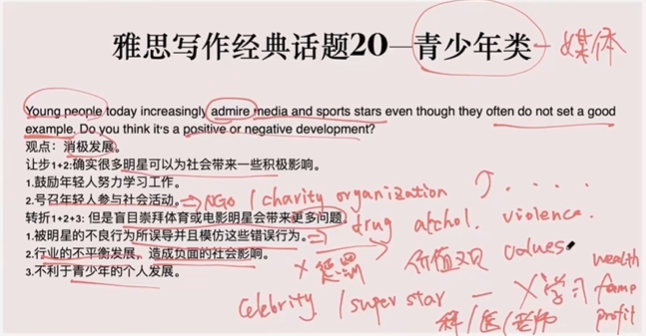 雅思写作经典话题20—青少年类 - 媒体
Young people today increasingly admire media and sports stars even though they often do not set a good
example. Do you think it's a positive or negative development?
观点：消极发展。
让步1+2:确实很多明星可以为社会带来一些积极影响。
1.鼓励年轻人努力学习工作。
2.号召年轻人参与社会活动。 NGO / charity organization
转折1+2+3: 但是盲目崇拜体育或电影明星会带来更多问题。
drug alcohol. violence.
1.被明星的不良行为所误导并且模仿这些错误行为。
2.行业的不平衡发展，造成负面的社会影响。
价值观 values
3.不利于青少年的个人发展。
celebrity / super star — X 学习
科/医/老师
wealth
fame
profit